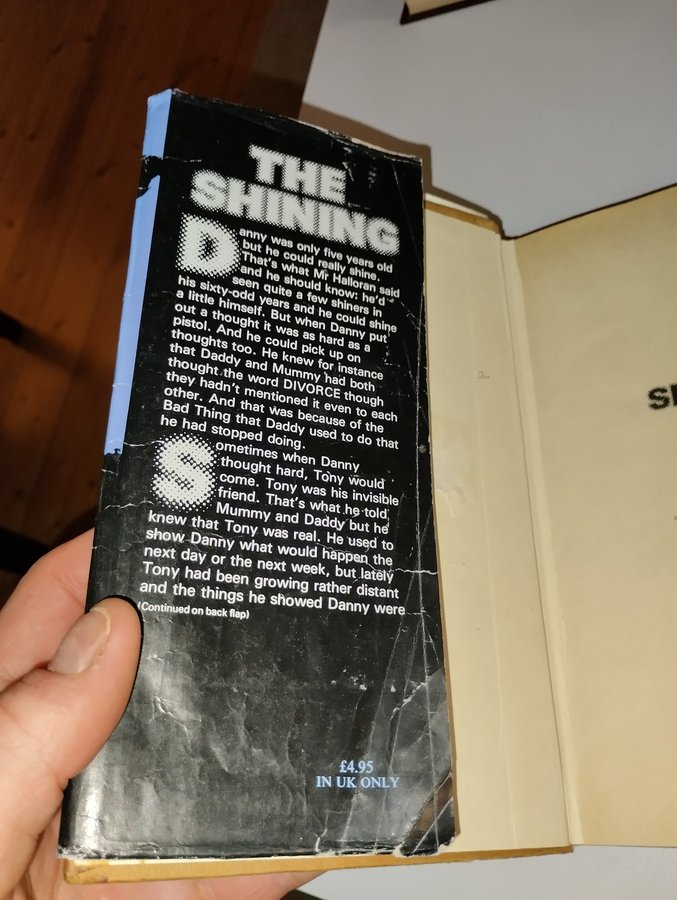 THE
SHINING
Danny was only five years old
but he could really shine.
That's what Mr Halloran said
and he should know: he'd
seen quite a few shiners in
his sixty-odd years and he could shine
a little himself. But when Danny put
out a thought it was as hard as a
pistol. And he could pick up on
thoughts too. He knew for instance
that Daddy and Mummy had both
thought the word DIVORCE though
they hadn't mentioned it even to each
other. And that was because of the
Bad Thing that Daddy used to do that
he had stopped doing.
Sometimes when Danny
thought hard, Tony would
come. Tony was his invisible
friend. That's what he told
Mummy and Daddy but he
knew that Tony was real. He used to
show Danny what would happen the
next day or the next week, but lately
Tony had been growing rather distant
and the things he showed Danny were
(Continued on back flap)
£4.95
IN UK ONLY